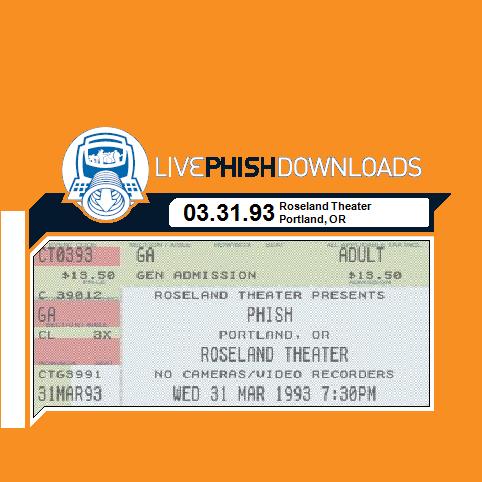 LIVEPHISHDOWNLOADS
03.31.93 Roseland Theater
Portland, OR
CT0393 GA ADULT
$13.50 GEN ADMISSION $13.50
C 39012 ROSELAND THEATER PRESENTS
GA PHISH
CL 3X PORTLAND, OR
ROSELAND THEATER
CTG3991 NO CAMERAS/VIDEO RECORDERS
31MAR93 WED 31 MAR 1993 7:30PM